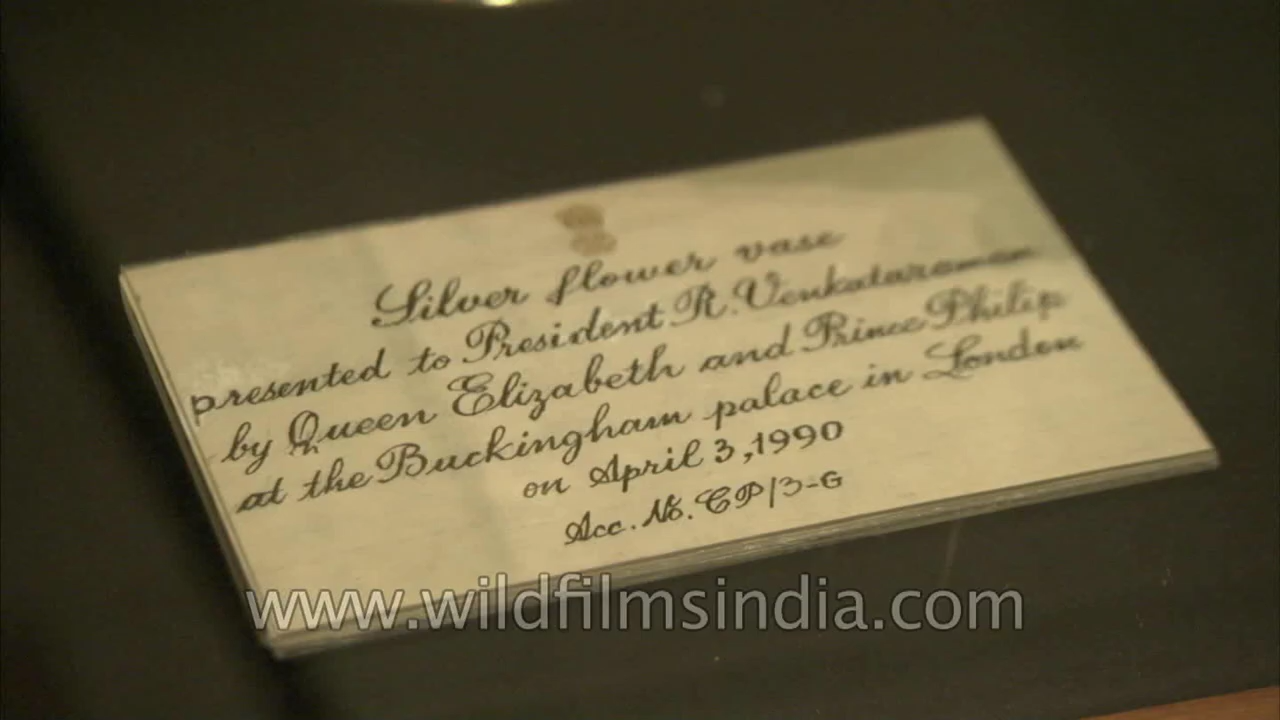 Silver flower vase
presented to President R. Venkataraman
by Queen Elizabeth and Prince Philip
at the Buckingham palace in London
on April 3, 1990
Acc. No. CP/3-G
www.wildfilmsindia.com